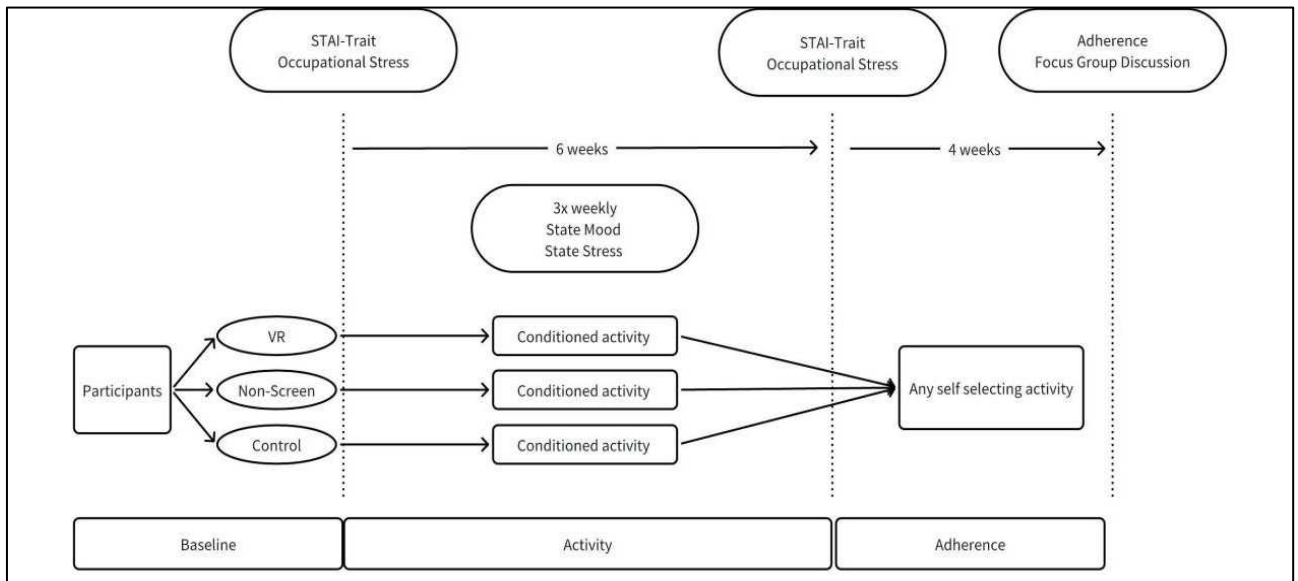 STAI-Trait
Occupational Stress
STAI-Trait
Occupational Stress
Adherence
Focus Group Discussion
6 weeks
4 weeks
3x weekly
State Mood
State Stress
Participants
VR
Non-Screen
Control
Conditioned activity
Conditioned activity
Conditioned activity
Any self selecting activity
Baseline
Activity
Adherence